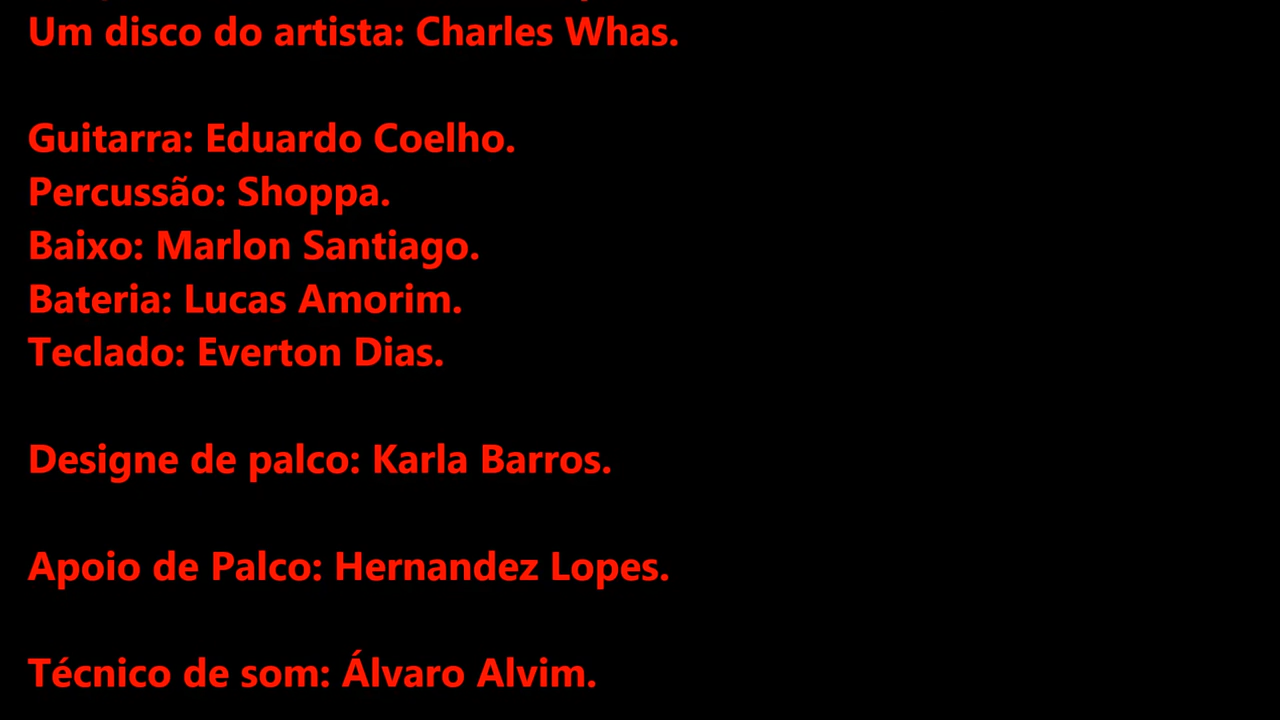 Um disco do artista: Charles Whas.
Guitarra: Eduardo Coelho.
Percussão: Shoppa.
Baixo: Marlon Santiago.
Bateria: Lucas Amorim.
Teclado: Everton Dias.
Designe de palco: Karla Barros.
Apoio de Palco: Hernandez Lopes.
Técnico de som: Álvaro Alvim.